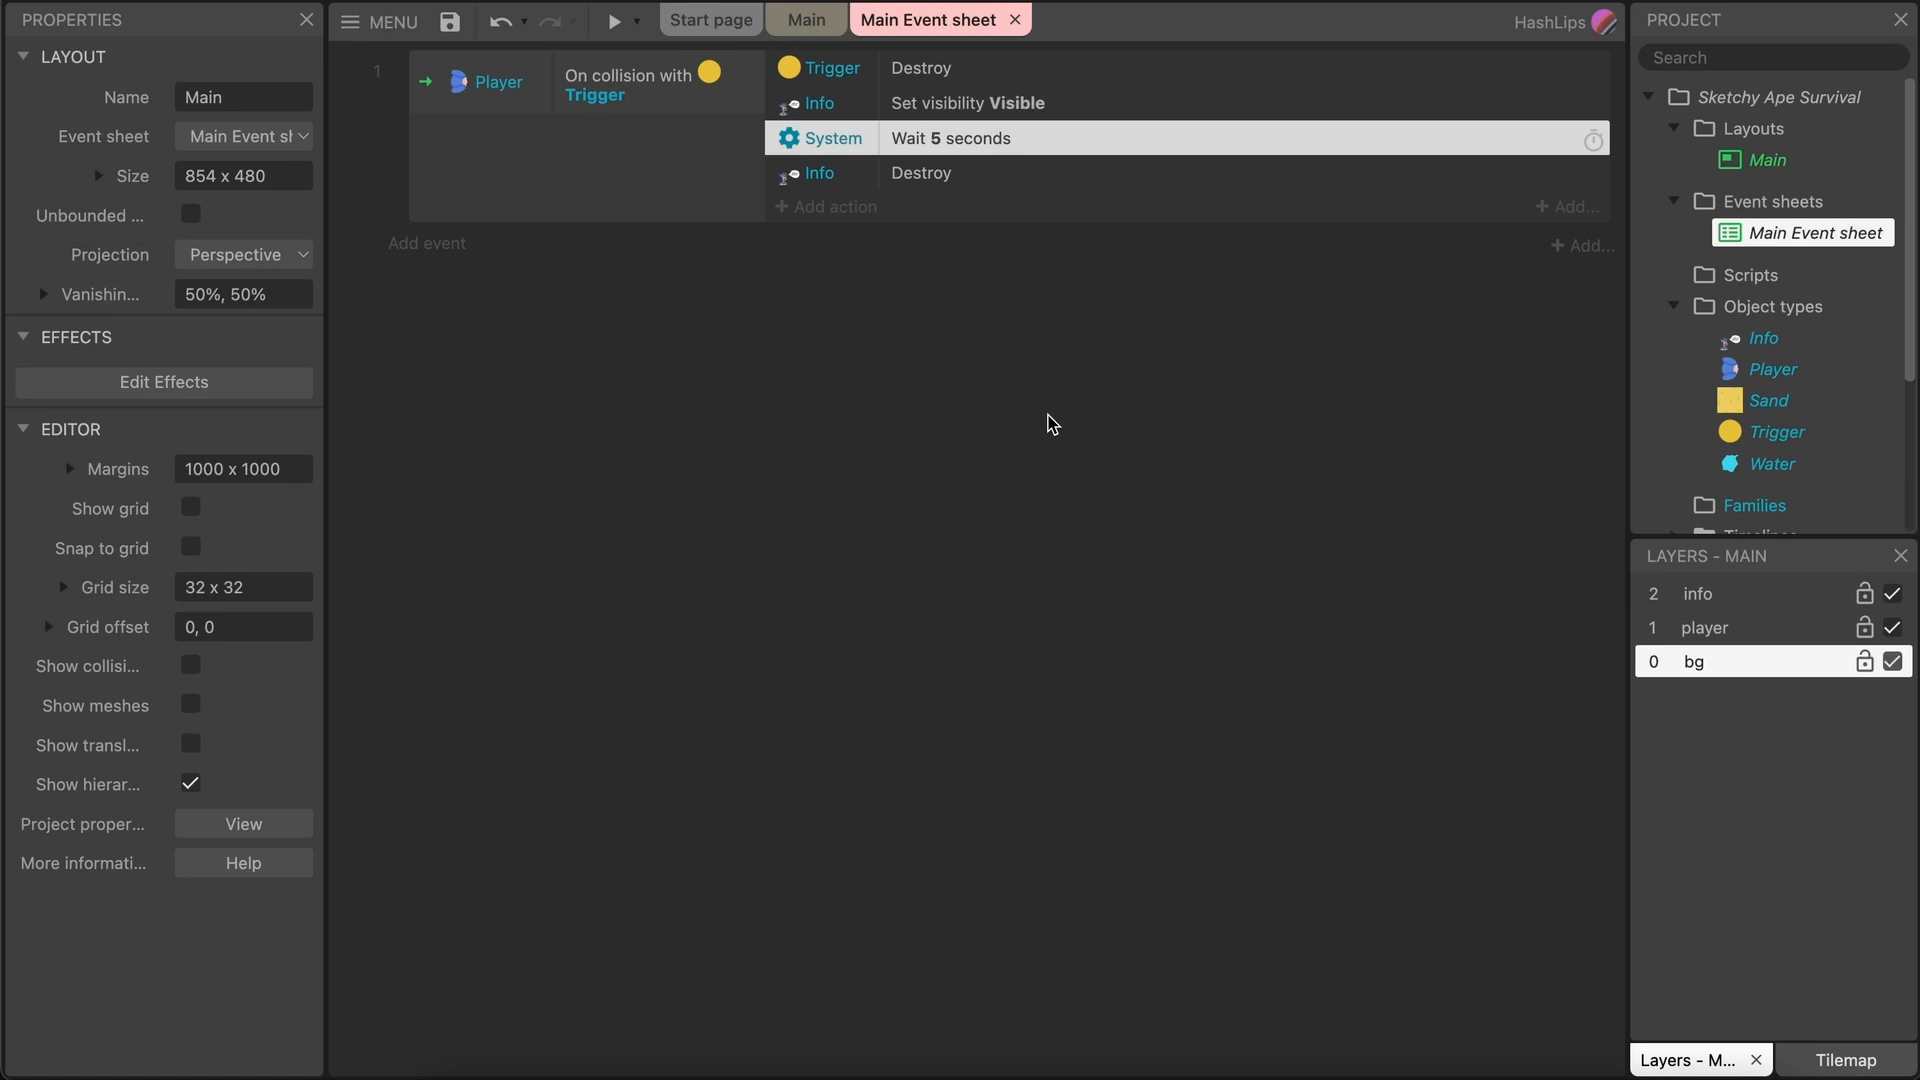 PROPERTIES
LAYOUT
Name Main
Event sheet Main Event sl
Size 854 x 480
Unbounded ...
Projection Perspective
Vanishin... 50%, 50%
EFFECTS
Edit Effects
EDITOR
Margins 1000 x 1000
Show grid
Snap to grid
Grid size 32 x 32
Grid offset 0, 0
Show collisi...
Show meshes
Show transl...
Show hierar...
Project proper... View
More informati... Help
MENU
Start page
Main
Main Event sheet
HashLips
1
Player
On collision with
Trigger
Trigger Destroy
Info Set visibility Visible
System Wait 5 seconds
Info Destroy
+ Add action
+ Add...
Add event
+ Add...
PROJECT
Search
Sketchy Ape Survival
Layouts
Main
Event sheets
Main Event sheet
Scripts
Object types
Info
Player
Sand
Trigger
Water
Families
LAYERS - MAIN
2 info
1 player
0 bg
Layers - M...
Tilemap